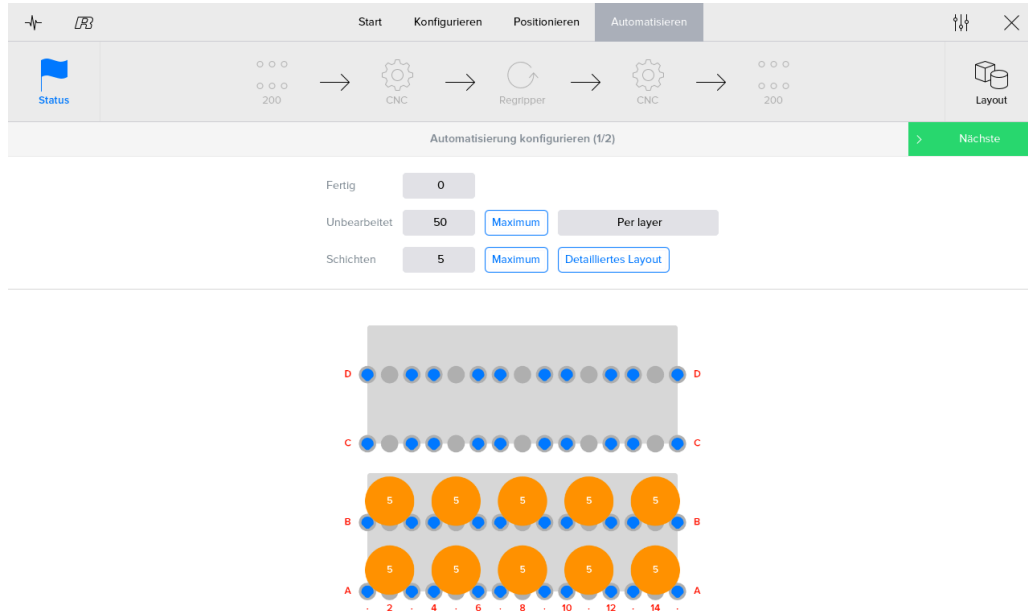 Start Konfigurieren Positionieren Automatisieren
Status 200 CNC Regripper CNC 200 Layout
Automatisierung konfigurieren (1/2) Nächste
Fertig 0
Unbearbeitet 50 Maximum Per layer
Schichten 5 Maximum Detailliertes Layout
D D
C C
5 5 5 5 5
B B
5 5 5 5 5
A A
. 2 . 4 . 6 . 8 . 10 . 12 . 14 .